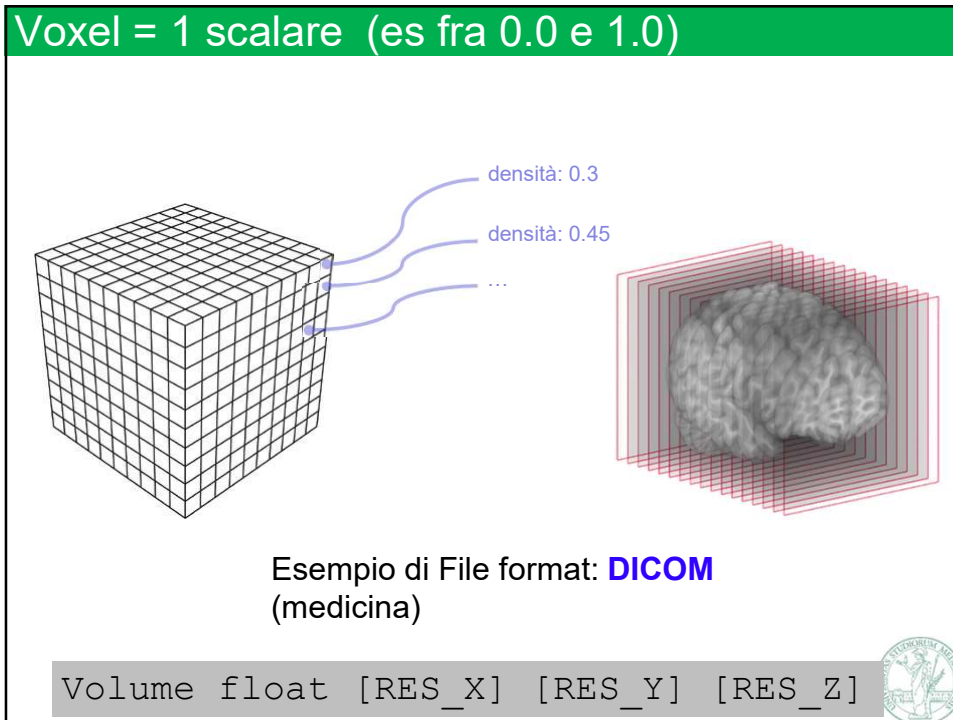 Voxel = 1 scalare (es fra 0.0 e 1.0)
densità: 0.3
densità: 0.45
...
Esempio di File format: DICOM
(medicina)
Volume float [RES_X] [RES_Y] [RES_Z]